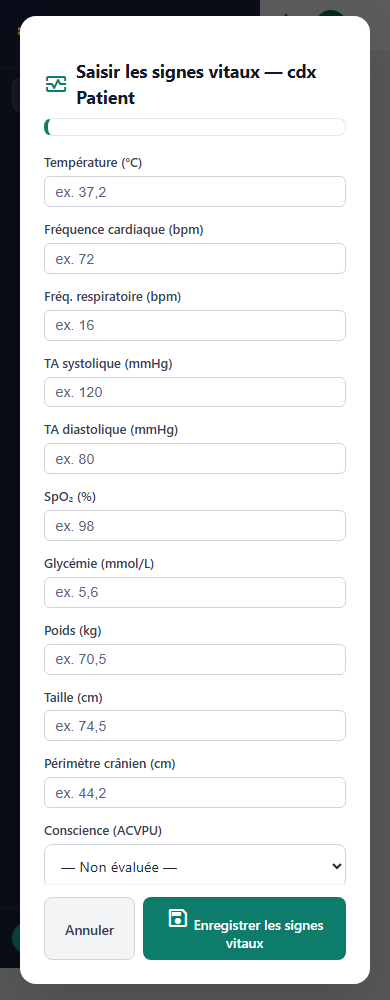 Saisir les signes vitaux — cdx
Patient
Température (°C)
ex. 37,2
Fréquence cardiaque (bpm)
ex. 72
Fréq. respiratoire (bpm)
ex. 16
TA systolique (mmHg)
ex. 120
TA diastolique (mmHg)
ex. 80
SpO₂ (%)
ex. 98
Glycémie (mmol/L)
ex. 5,6
Poids (kg)
ex. 70,5
Taille (cm)
ex. 74,5
Périmètre crânien (cm)
ex. 44,2
Conscience (ACVPU)
— Non évaluée —
Annuler
Enregistrer les signes
vitaux